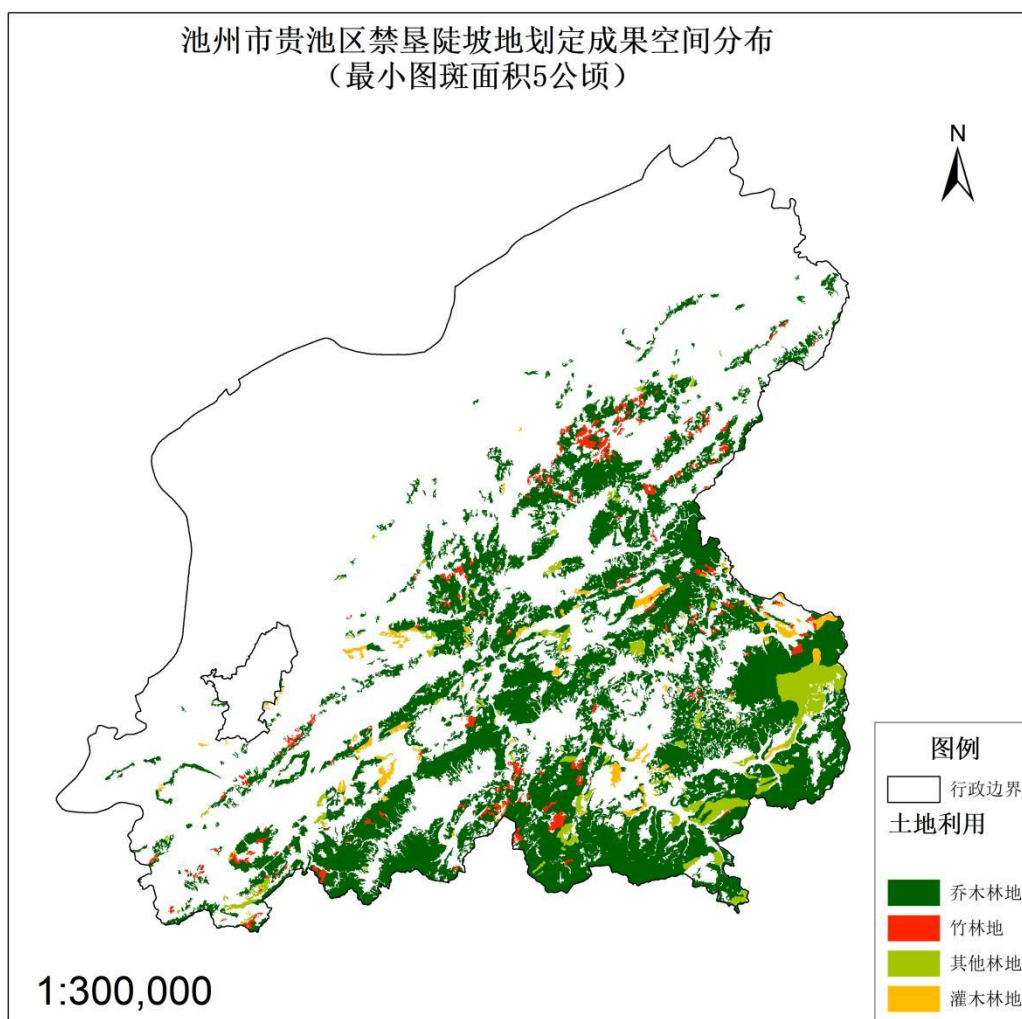 池州市贵池区禁垦陡坡地划定成果空间分布
（最小图斑面积5公顷）
N
图例
行政边界
土地利用
乔木林地
竹林地
其他林地
灌木林地
1:300,000